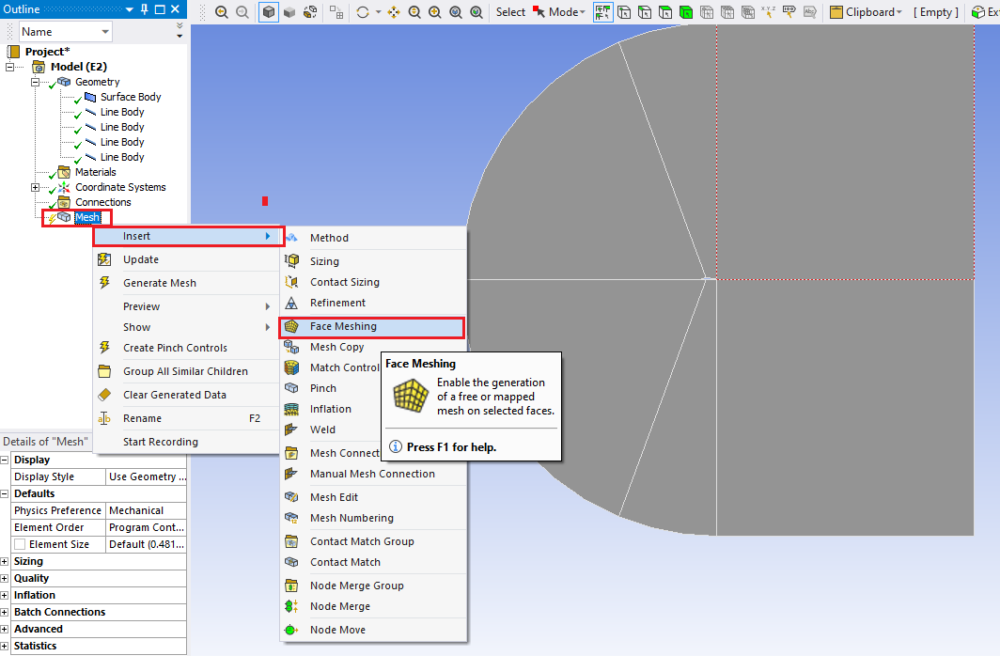 Outline
Select
Mode
Clipboard
[ Empty ]
Name
Project*
Model (E2)
Geometry
Surface Body
Line Body
Line Body
Line Body
Line Body
Materials
Coordinate Systems
Connections
Mesh
Insert
Update
Generate Mesh
Preview
Show
Create Pinch Controls
Group All Similar Children
Clear Generated Data
Rename F2
Start Recording
Method
Sizing
Contact Sizing
Refinement
Face Meshing
Mesh Copy
Match Control
Pinch
Inflation
Weld
Mesh Connect
Manual Mesh Connection
Mesh Edit
Mesh Numbering
Contact Match Group
Contact Match
Node Merge Group
Node Merge
Node Move
Face Meshing
Enable the generation
of a free or mapped
mesh on selected faces.
Press F1 for help.
Details of "Mesh"
Display
Display Style Use Geometry ...
Defaults
Physics Preference Mechanical
Element Order Program Cont...
Element Size Default (0.481...
Sizing
Quality
Inflation
Batch Connections
Advanced
Statistics